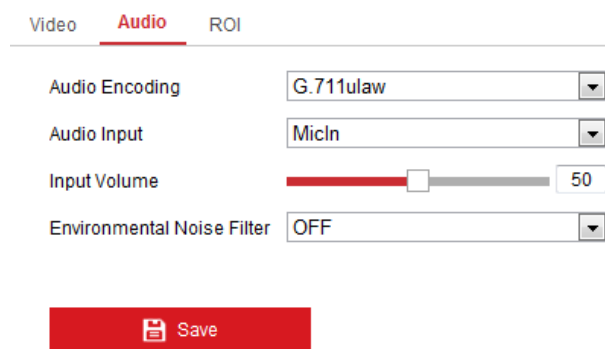 Video Audio ROI
Audio Encoding G.711ulaw
Audio Input MicIn
Input Volume 50
Environmental Noise Filter OFF
Save